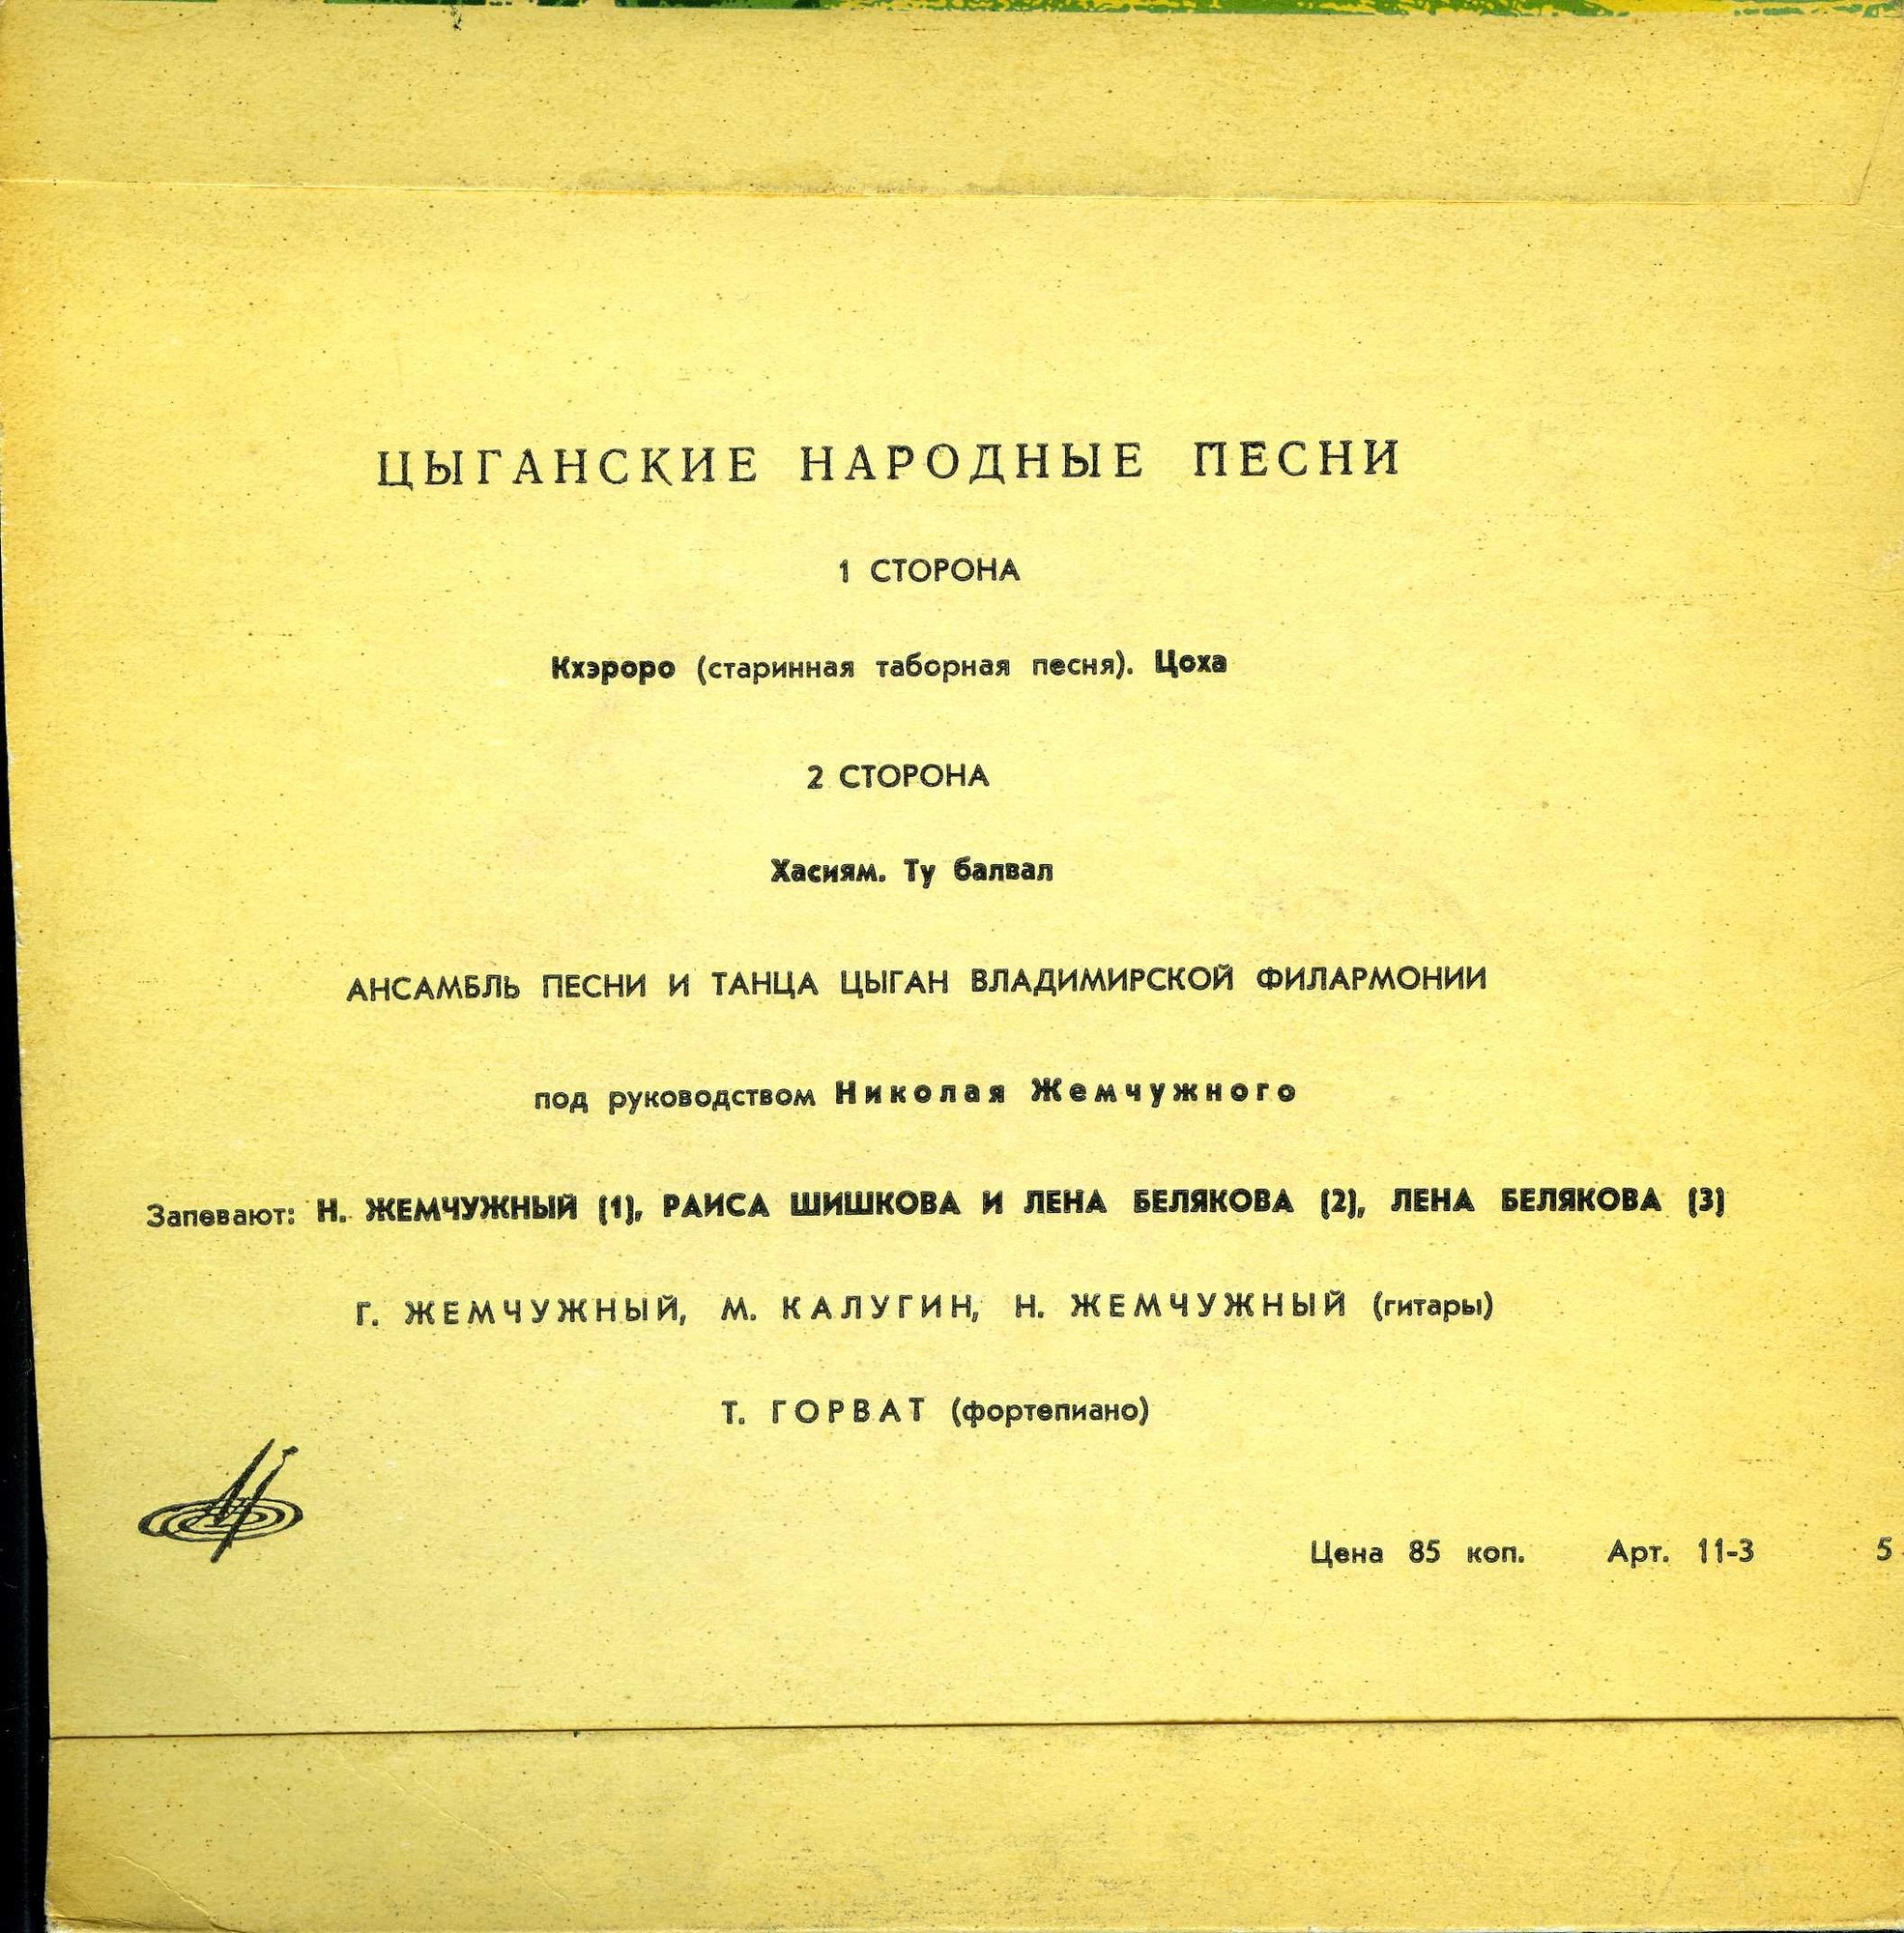 ЦЫГАНСКИЕ НАРОДНЫЕ ПЕСНИ
1 СТОРОНА
Кхэроро (старинная таборная песня). Цоха
2 СТОРОНА
Хасиям. Ту балвал
АНСАМБЛЬ ПЕСНИ И ТАНЦА ЦЫГАН ВЛАДИМИРСКОЙ ФИЛАРМОНИИ
под руководством Николая Жемчужного
Запевают: Н. ЖЕМЧУЖНЫЙ (1), РАИСА ШИШКОВА И ЛЕНА БЕЛЯКОВА (2), ЛЕНА БЕЛЯКОВА (3)
Г. ЖЕМЧУЖНЫЙ, М. КАЛУГИН, Н. ЖЕМЧУЖНЫЙ (гитары)
Т. ГОРВАТ (фортепиано)
Цена 85 коп. Арт. 11-3 5